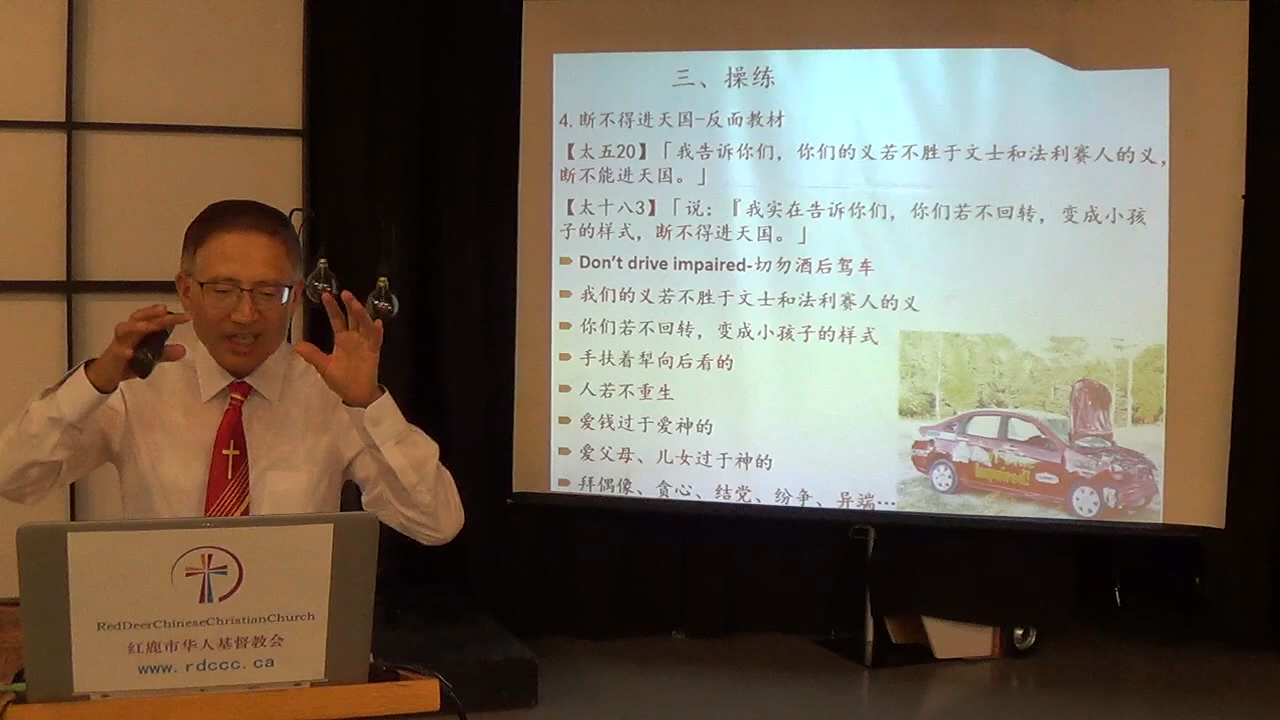 三、操练
4. 断不得进天国-反面教材
【太五20】「我告诉你们，你们的义若不胜于文士和法利赛人的义，
断不能进天国。」
【太十八3】「说：『我实在告诉你们，你们若不回转，变成小孩
子的样式，断不得进天国。」
Don't drive impaired-切勿酒后驾车
我们的义若不胜于文士和法利赛人的义
你们若不回转，变成小孩子的样式
手扶着犁向后看的
人若不重生
爱钱过于爱神的
爱父母、儿女过于神的
拜偶像、贪心、结党、纷争、异端…
Impaired!
RedDeerChineseChristianChurch
红鹿市华人基督教会
www.rdccc.ca